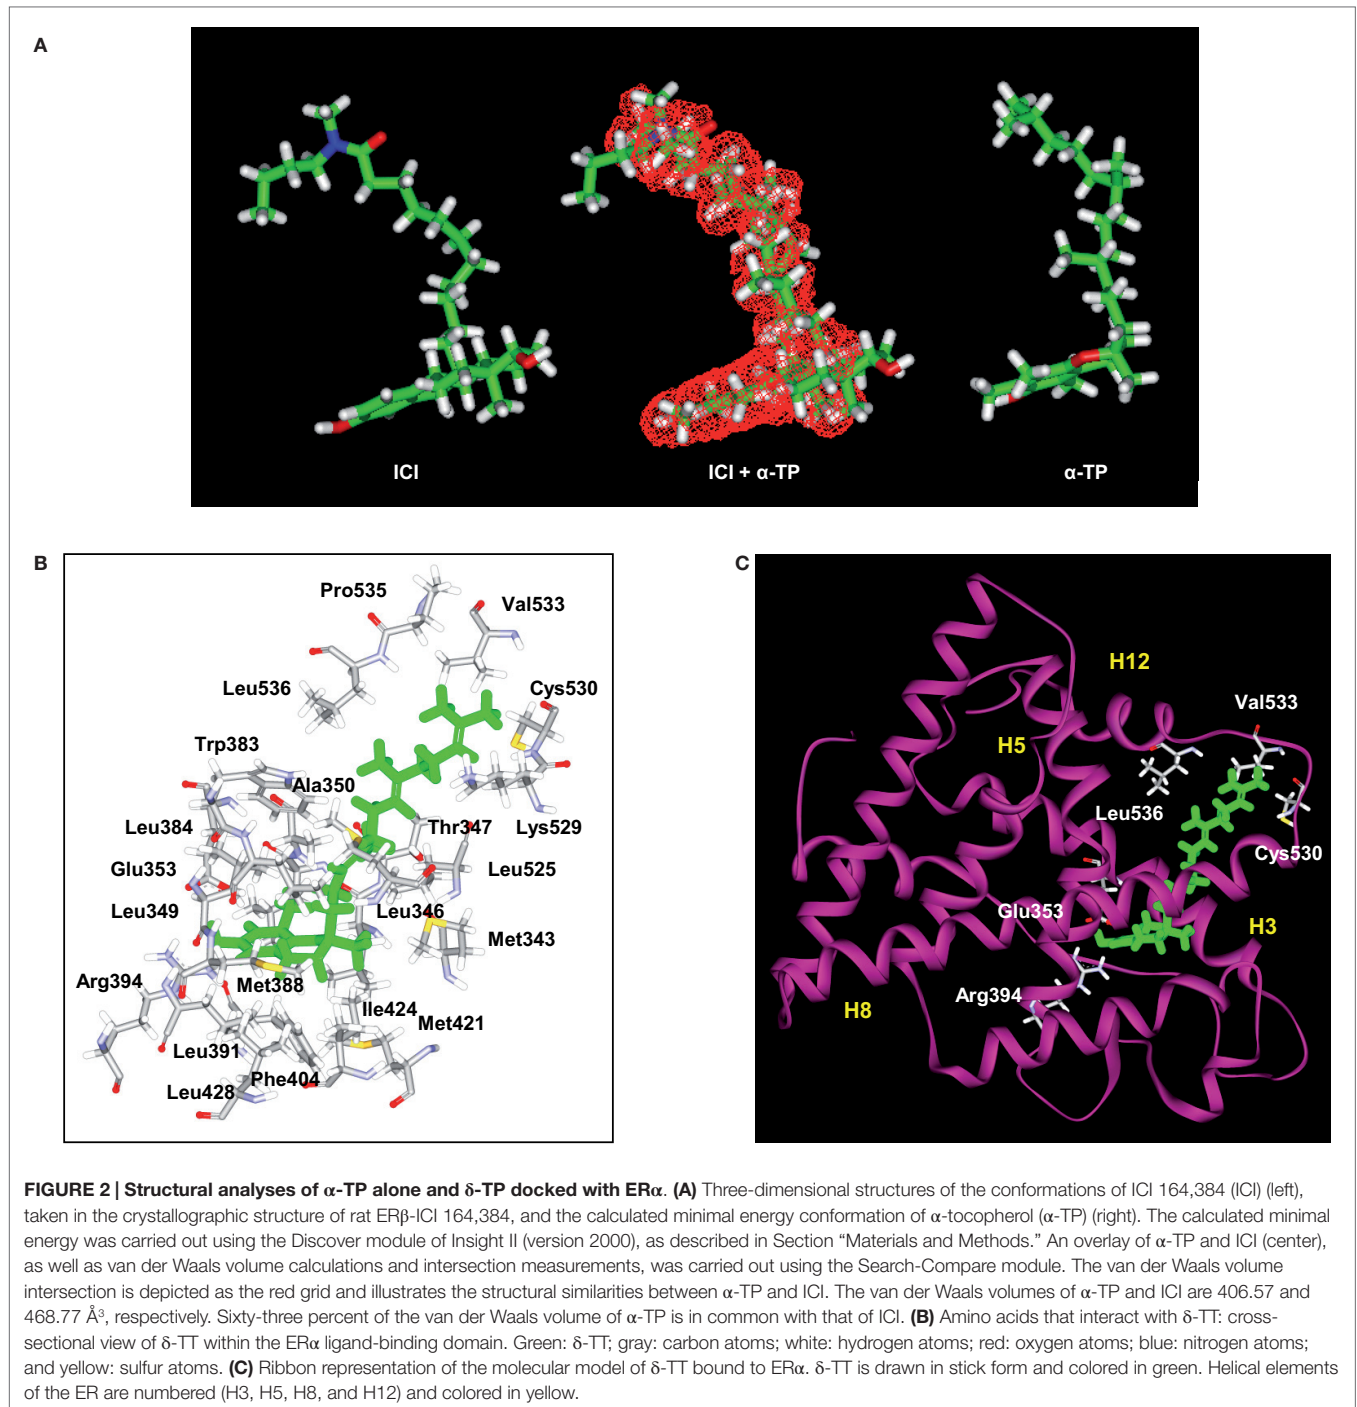 A
ICI
ICI + α-TP
α-TP
B
Pro535
Val533
Leu536
Cys530
Trp383
Ala350
Leu384
Thr347
Lys529
Glu353
Leu525
Leu349
Leu346
Met343
Arg394
Met388
Ile424
Met421
Leu391
Phe404
Leu428
C
H12
Val533
H5
Leu536
Cys530
Glu353
H3
Arg394
H8
FIGURE 2 | Structural analyses of α-TP alone and δ-TP docked with ERα. (A) Three-dimensional structures of the conformations of ICI 164,384 (ICI) (left),
taken in the crystallographic structure of rat ERβ-ICI 164,384, and the calculated minimal energy conformation of α-tocopherol (α-TP) (right). The calculated minimal
energy was carried out using the Discover module of Insight II (version 2000), as described in Section “Materials and Methods.” An overlay of α-TP and ICI (center),
as well as van der Waals volume calculations and intersection measurements, was carried out using the Search-Compare module. The van der Waals volume
intersection is depicted as the red grid and illustrates the structural similarities between α-TP and ICI. The van der Waals volumes of α-TP and ICI are 406.57 and
468.77 Å³, respectively. Sixty-three percent of the van der Waals volume of α-TP is in common with that of ICI. (B) Amino acids that interact with δ-TT: cross-
sectional view of δ-TT within the ERα ligand-binding domain. Green: δ-TT; gray: carbon atoms; white: hydrogen atoms; red: oxygen atoms; blue: nitrogen atoms;
and yellow: sulfur atoms. (C) Ribbon representation of the molecular model of δ-TT bound to ERα. δ-TT is drawn in stick form and colored in green. Helical elements
of the ER are numbered (H3, H5, H8, and H12) and colored in yellow.